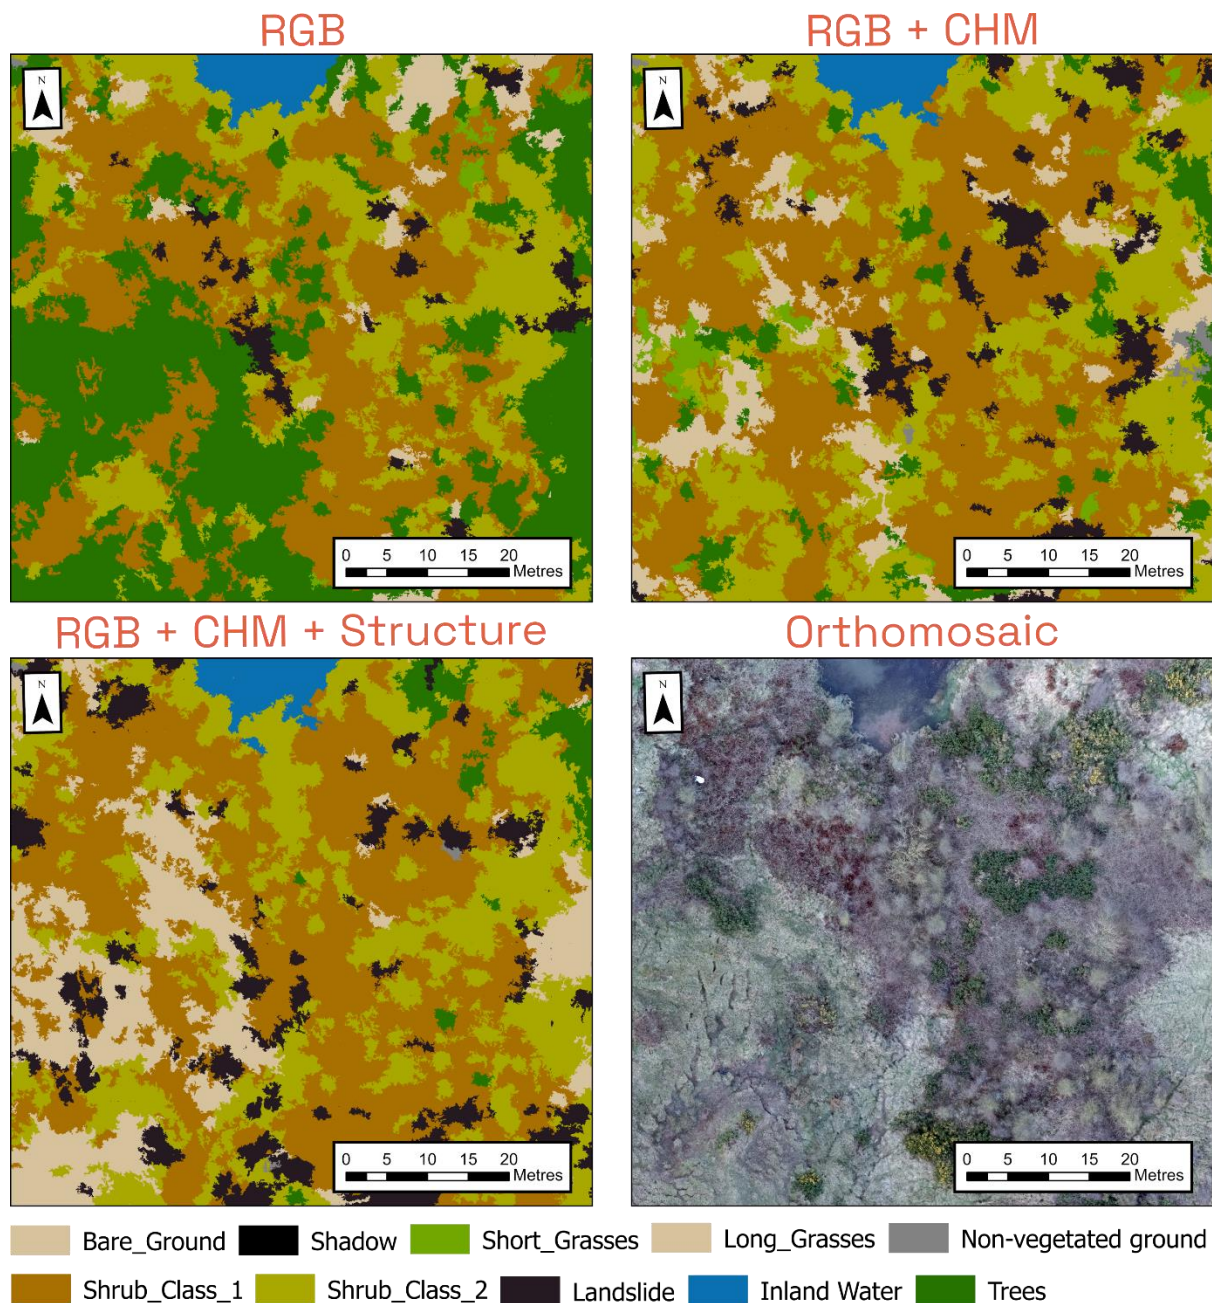 RGB
RGB + CHM
N
N
0 5 10 15 20
Metres
0 5 10 15 20
Metres
RGB + CHM + Structure
Orthomosaic
N
N
0 5 10 15 20
Metres
0 5 10 15 20
Metres
Bare_Ground Shadow Short_Grasses Long_Grasses Non-vegetated ground
Shrub_Class_1 Shrub_Class_2 Landslide Inland Water Trees